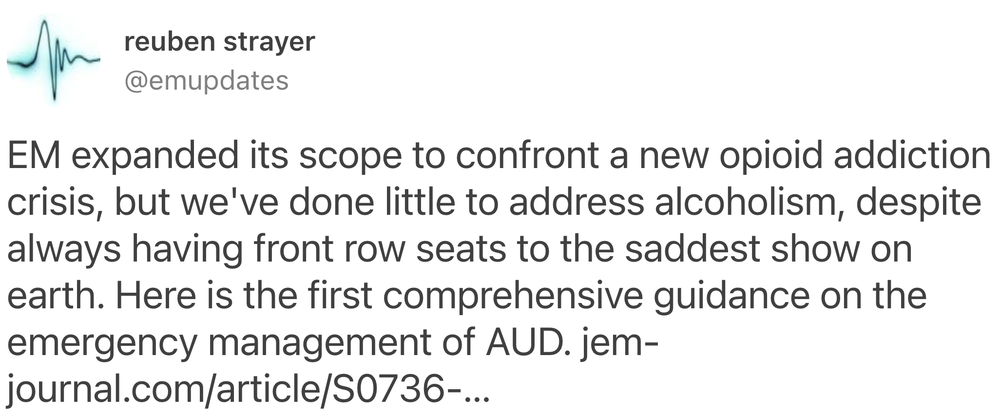 reuben strayer
@emupdates
EM expanded its scope to confront a new opioid addiction
crisis, but we've done little to address alcoholism, despite
always having front row seats to the saddest show on
earth. Here is the first comprehensive guidance on the
emergency management of AUD. jem-
journal.com/article/S0736-...